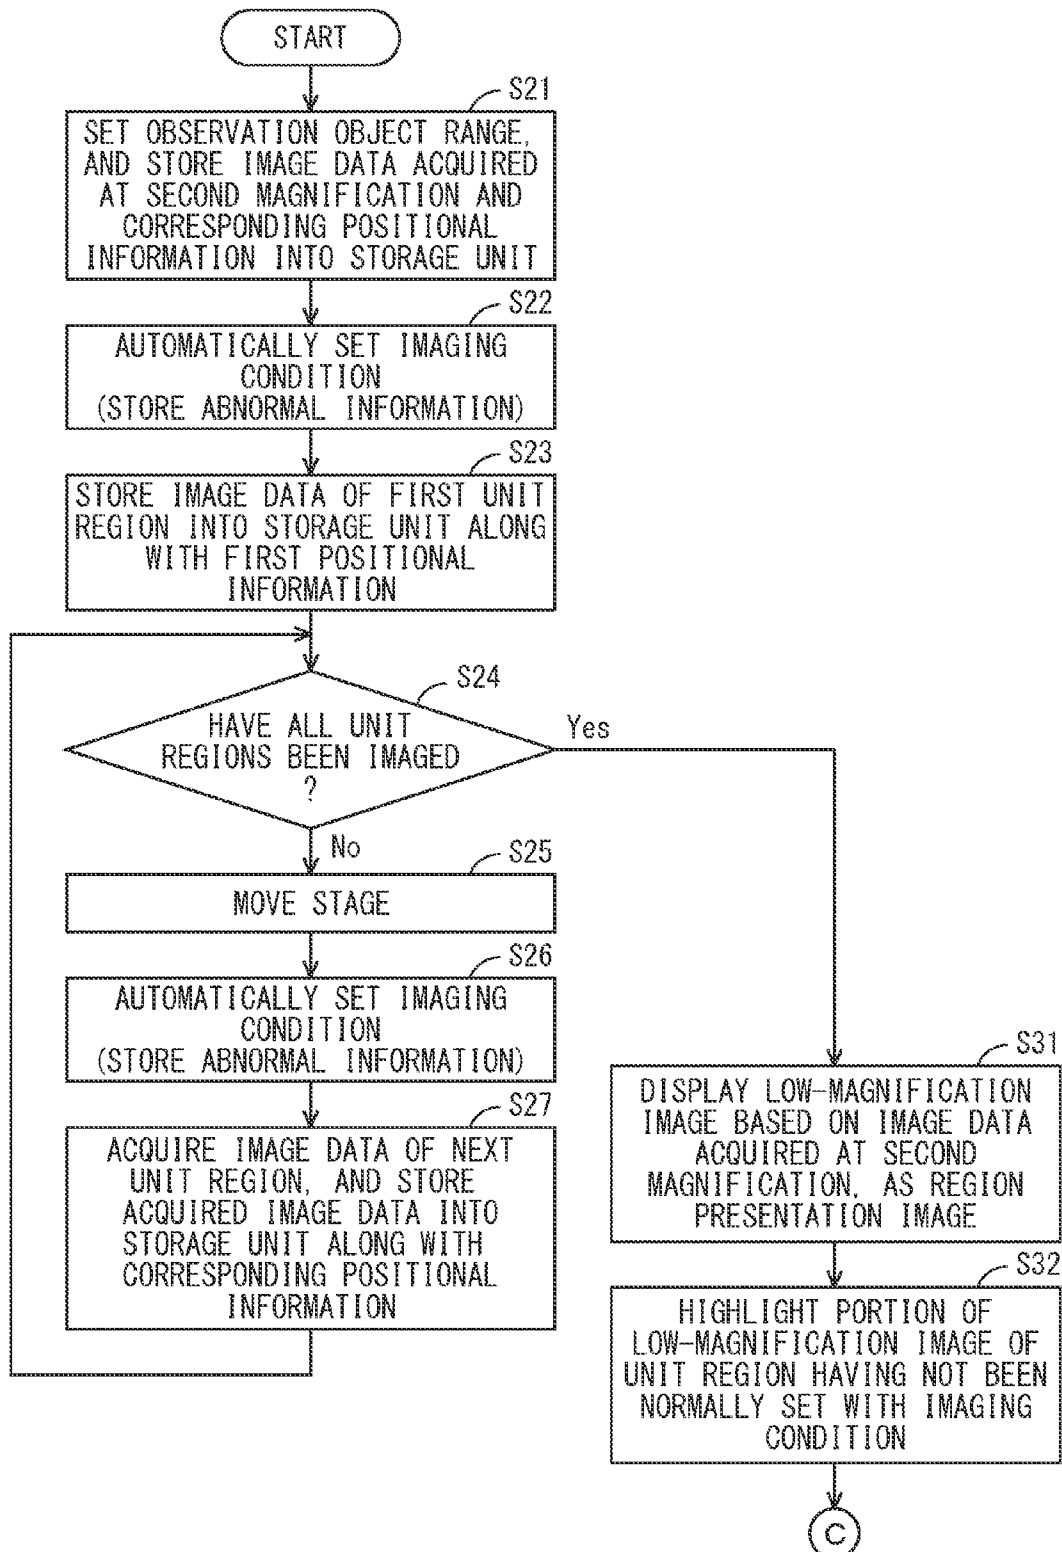 START
S21
SET OBSERVATION OBJECT RANGE,
AND STORE IMAGE DATA ACQUIRED
AT SECOND MAGNIFICATION AND
CORRESPONDING POSITIONAL
INFORMATION INTO STORAGE UNIT
S22
AUTOMATICALLY SET IMAGING
CONDITION
(STORE ABNORMAL INFORMATION)
S23
STORE IMAGE DATA OF FIRST UNIT
REGION INTO STORAGE UNIT ALONG
WITH FIRST POSITIONAL
INFORMATION
S24
HAVE ALL UNIT
REGIONS BEEN IMAGED
?
Yes
No
S25
MOVE STAGE
S26
AUTOMATICALLY SET IMAGING
CONDITION
(STORE ABNORMAL INFORMATION)
S27
ACQUIRE IMAGE DATA OF NEXT
UNIT REGION, AND STORE
ACQUIRED IMAGE DATA INTO
STORAGE UNIT ALONG WITH
CORRESPONDING POSITIONAL
INFORMATION
S31
DISPLAY LOW-MAGNIFICATION
IMAGE BASED ON IMAGE DATA
ACQUIRED AT SECOND
MAGNIFICATION, AS REGION
PRESENTATION IMAGE
S32
HIGHLIGHT PORTION OF
LOW-MAGNIFICATION IMAGE OF
UNIT REGION HAVING NOT BEEN
NORMALLY SET WITH IMAGING
CONDITION
C